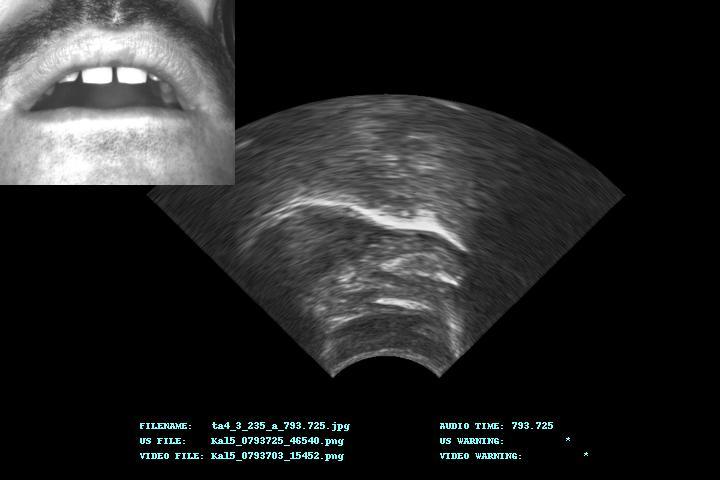 FILENAME: ta4_3_235_a_793.725.jpg AUDIO TIME: 793.725
US FILE: Kal5_0793725_46540.png US WARNING: *
VIDEO FILE: Kal5_0793703_15452.png VIDEO WARNING: *